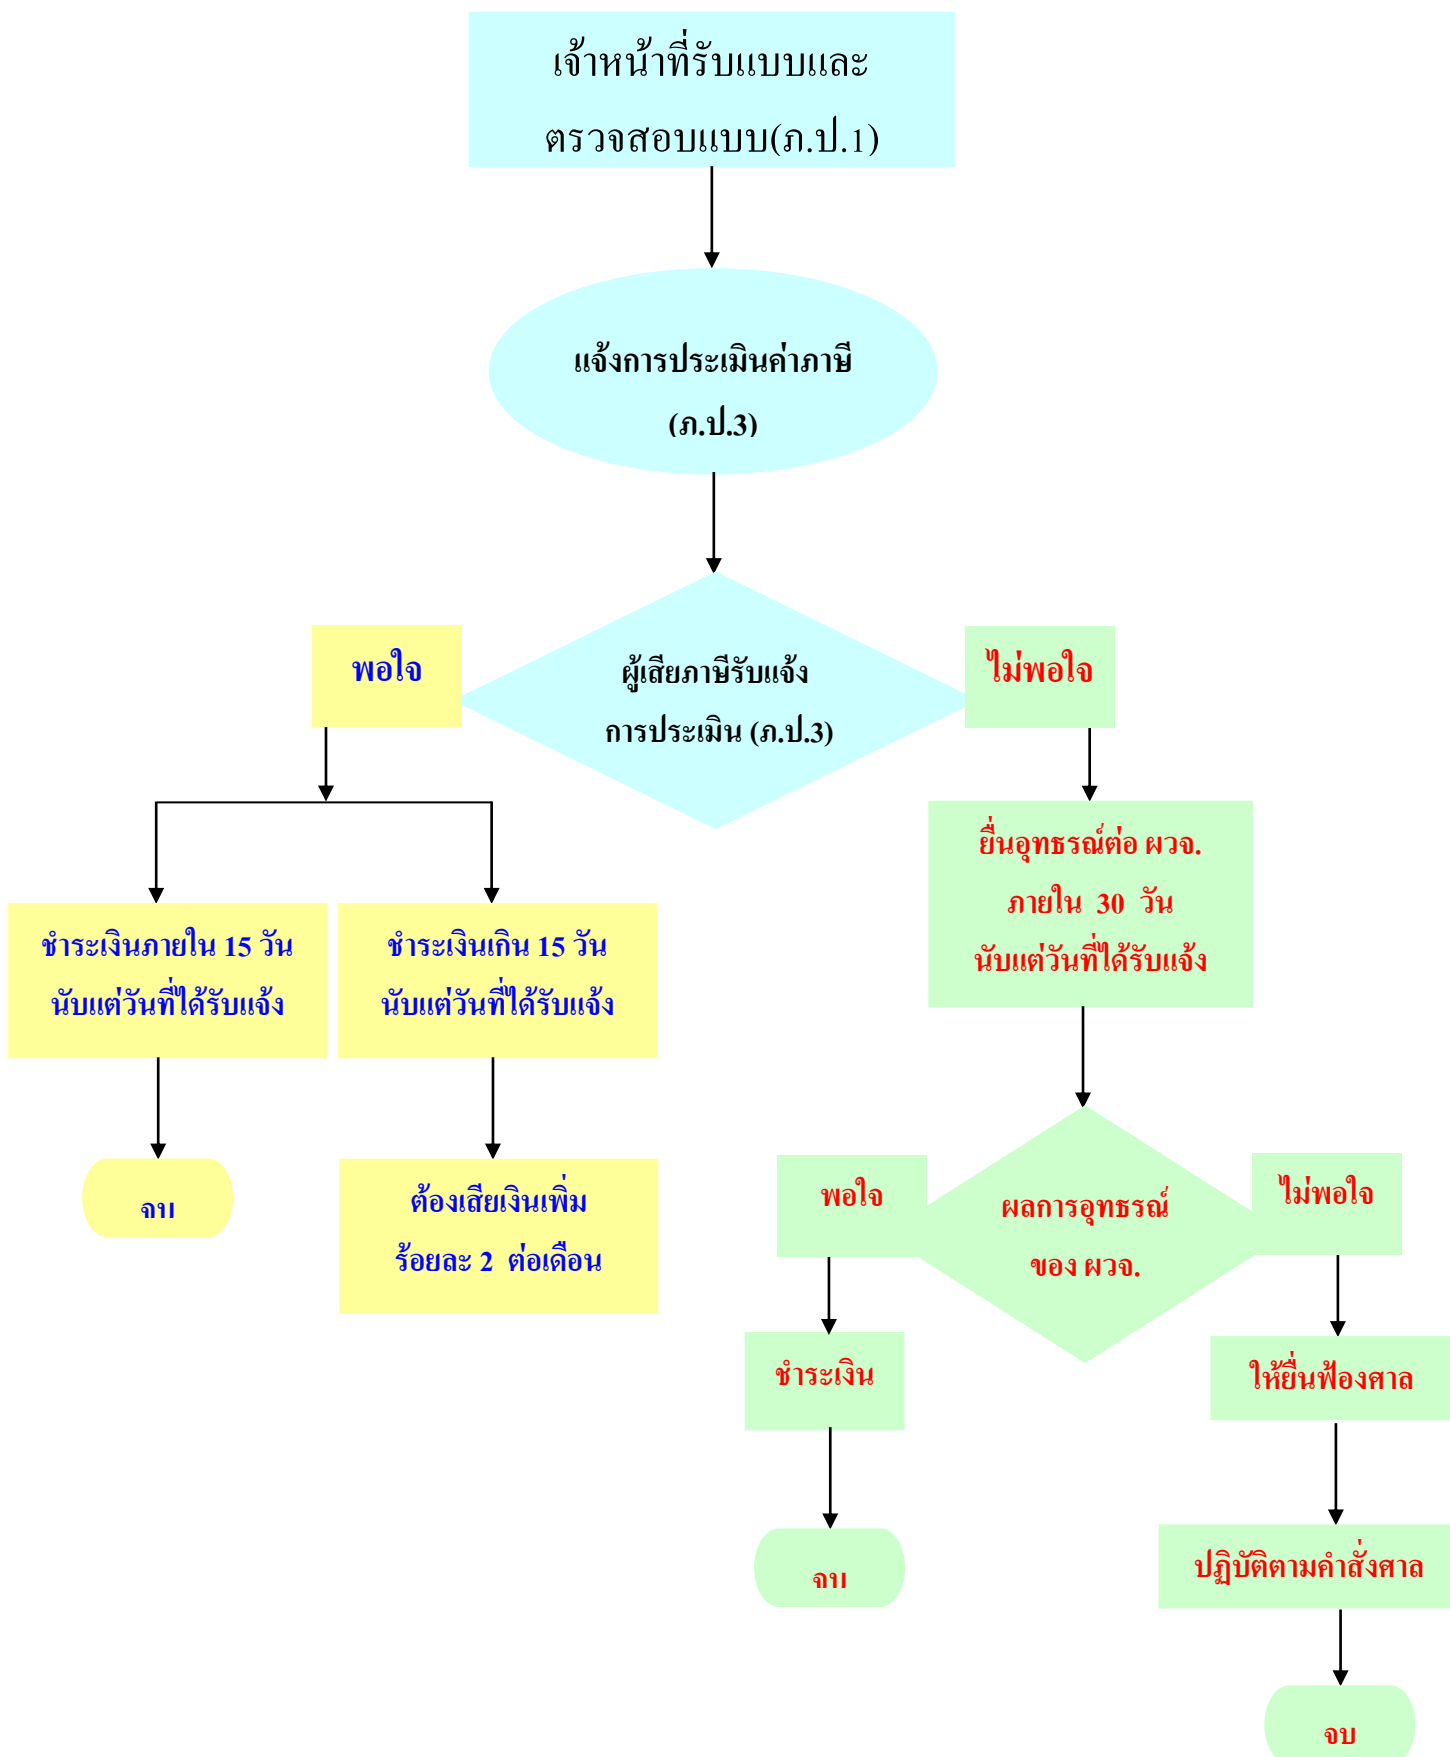 เจ้าหน้าที่รับแบบและ
ตรวจสอบแบบ(ภ.ป.1)
แจ้งการประเมินค่าภาษี
(ภ.ป.3)
พอใจ
ผู้เสียภาษีรับแจ้ง
การประเมิน (ภ.ป.3)
ไม่พอใจ
ชำระเงินภายใน 15 วัน
นับแต่วันที่ได้รับแจ้ง
ชำระเงินเกิน 15 วัน
นับแต่วันที่ได้รับแจ้ง
ยื่นอุทธรณ์ต่อ ผวจ.
ภายใน 30 วัน
นับแต่วันที่ได้รับแจ้ง
จบ
ต้องเสียเงินเพิ่ม
ร้อยละ 2 ต่อเดือน
พอใจ
ผลการอุทธรณ์
ของ ผวจ.
ไม่พอใจ
ชำระเงิน
ให้ยื่นฟ้องศาล
จบ
ปฏิบัติตามคำสั่งศาล
จบ